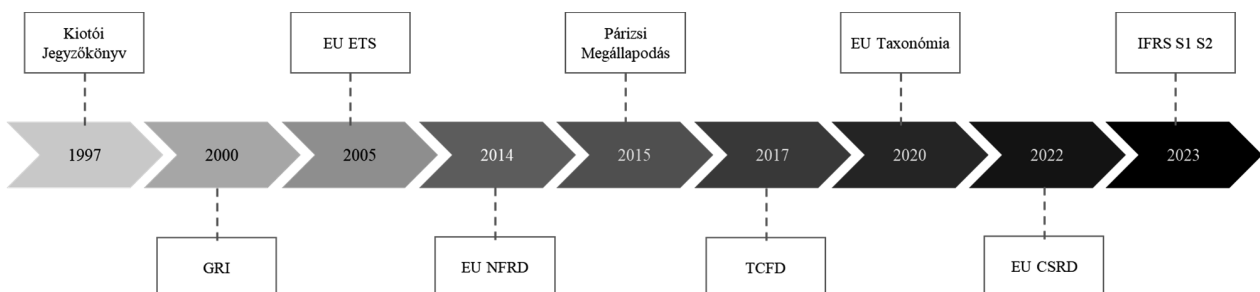 Kiotói
Jegyzőkönyv
EU ETS
Párizsi
Megállapodás
EU Taxonómia
IFRS S1 S2
1997
2000
2005
2014
2015
2017
2020
2022
2023
GRI
EU NFRD
TCFD
EU CSRD